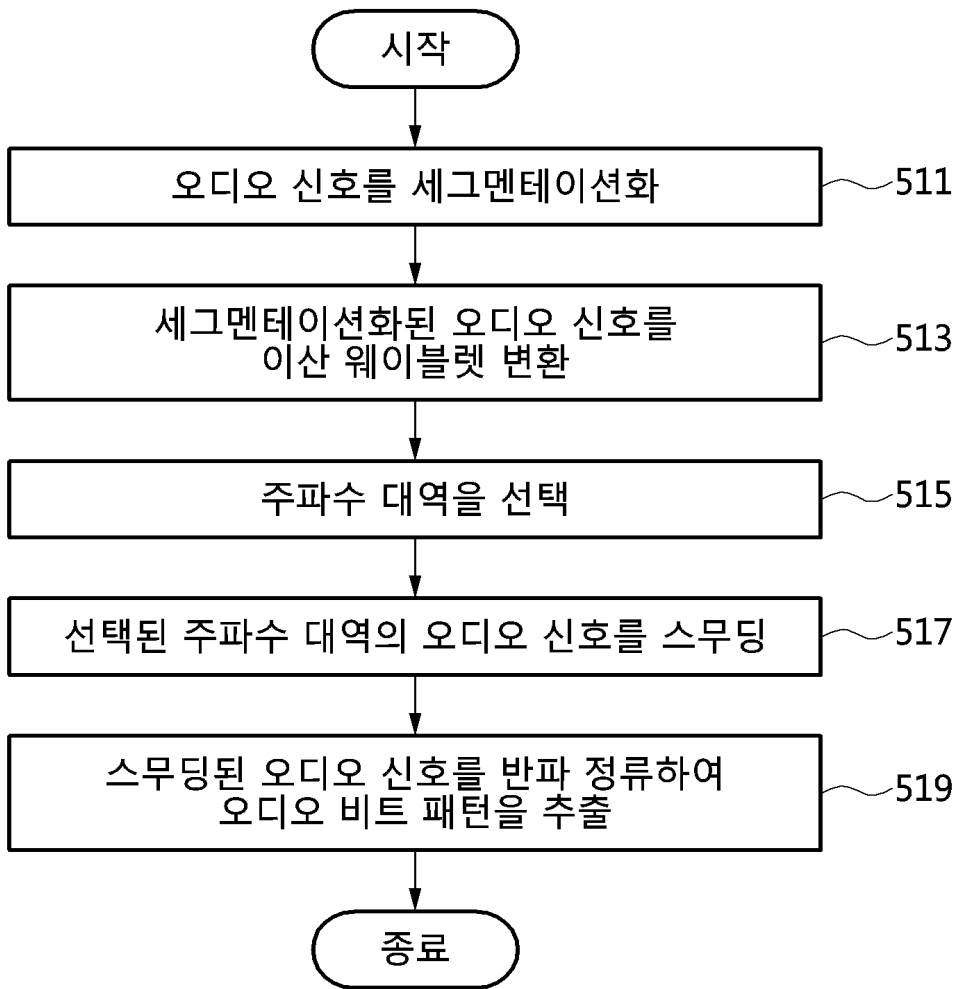 시작
오디오 신호를 세그멘테이션화
511
세그멘테이션화된 오디오 신호를
이산 웨이블렛 변환
513
주파수 대역을 선택
515
선택된 주파수 대역의 오디오 신호를 스무딩
517
스무딩된 오디오 신호를 반파 정류하여
오디오 비트 패턴을 추출
519
종료